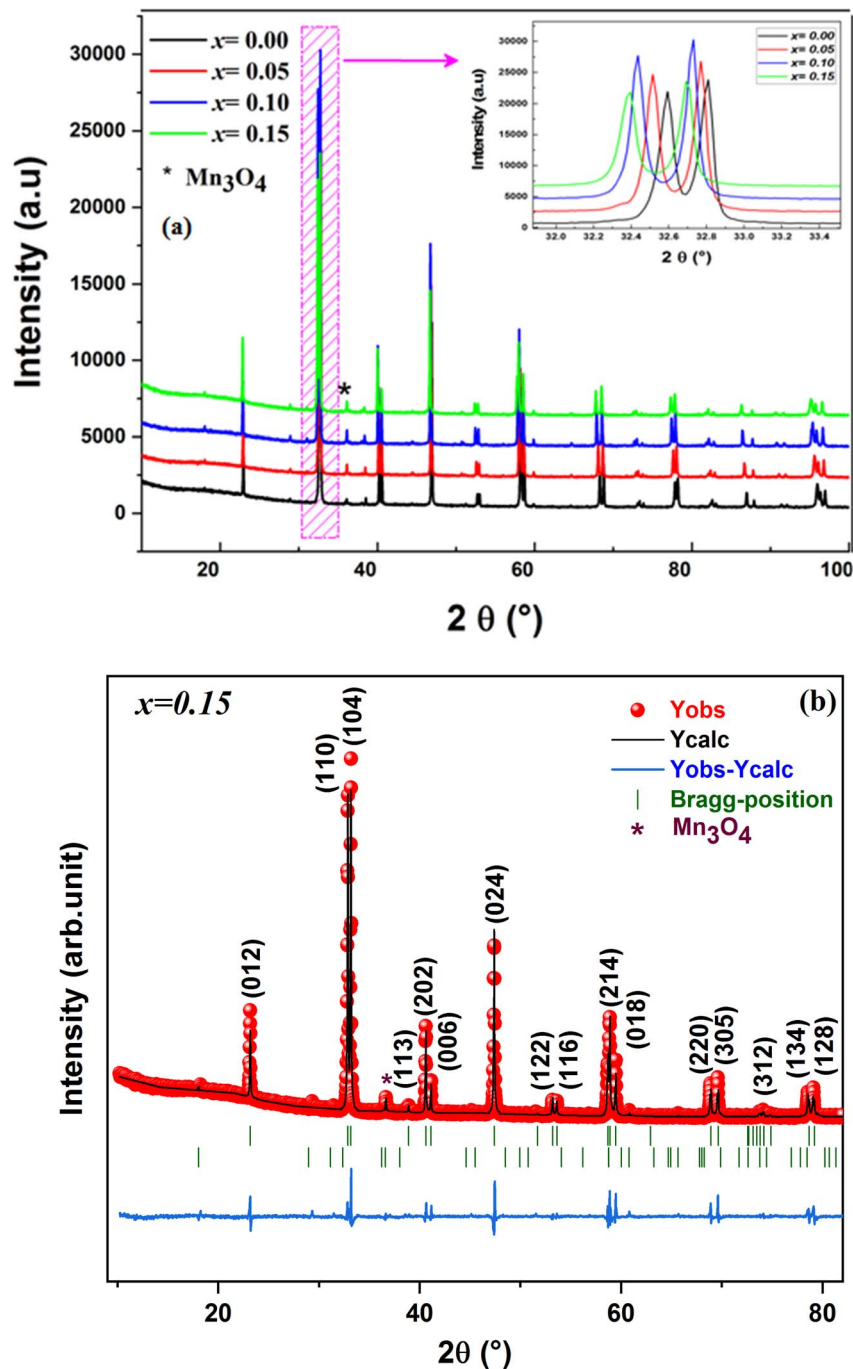 30000
25000
20000
15000
10000
5000
0
Intensity (a.u)
x= 0.00
x= 0.05
x= 0.10
x= 0.15
* Mn₃O₄
(a)
*
30000
25000
20000
15000
10000
5000
0
Intensity (a.u)
x= 0.00
x= 0.05
x= 0.10
x= 0.15
32.0 32.2 32.4 32.6 32.8 33.0 33.2 33.4
2 θ (°)
20 40 60 80 100
2 θ (°)
x=0.15
(b)
Yobs
Ycalc
Yobs-Ycalc
Bragg-position
* Mn₃O₄
Intensity (arb.unit)
(012)
(110)
(104)
*
(113)
(202)
(006)
(024)
(122)
(116)
(214)
(018)
(220)
(305)
(312)
(134)
(128)
20 40 60 80
2θ (°)